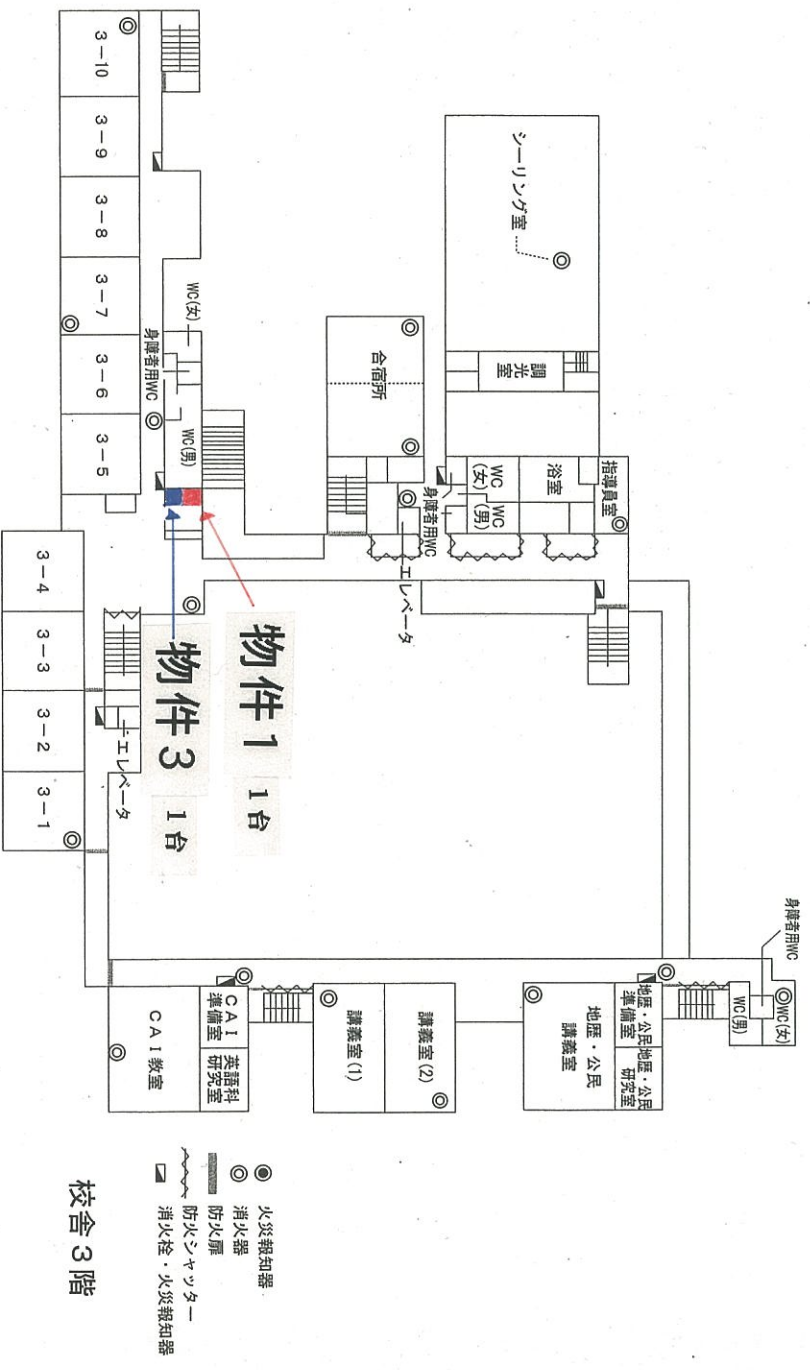 校舎3階
火災報知器
消火器
防火扉
防火シャッター
消火栓・火災報知器
身障者用WC
WC(女)
WC(男)
地歴・公民
準備室
地歴・公民
研究室
地歴・公民
講義室
講義室(2)
講義室(1)
CAI
準備室
英語科
研究室
CAI教室
シーリング室
調光室
指導員室
浴室
WC
(女)
WC
(男)
身障者用WC
エレベータ
合宿所
WC(女)
身障者用WC
WC(男)
物件1 1台
物件3 1台
エレベータ
3-10
3-9
3-8
3-7
3-6
3-5
3-4
3-3
3-2
3-1